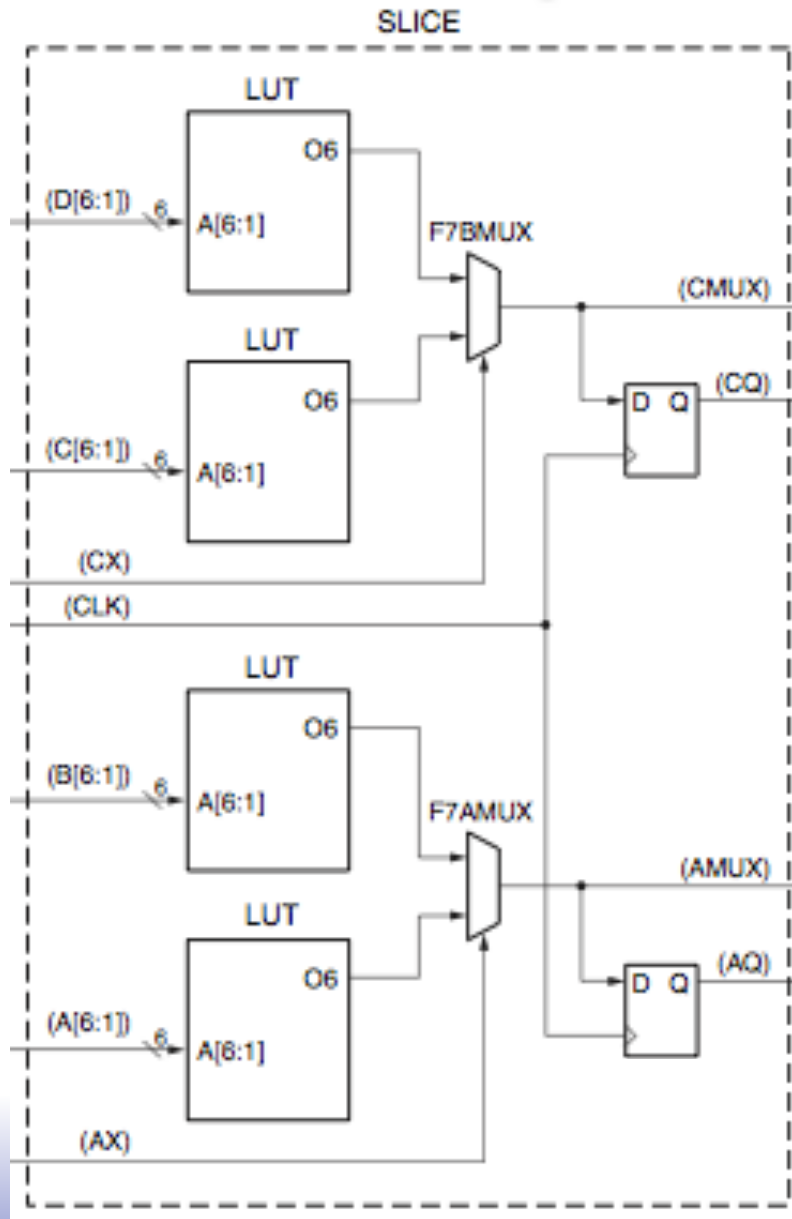 SLICE
LUT
O6
(D[6:1])
6
A[6:1]
F7BMUX
(CMUX)
LUT
O6
D Q
(CQ)
(C[6:1])
6
A[6:1]
(CX)
(CLK)
LUT
O6
(B[6:1])
6
A[6:1]
F7AMUX
(AMUX)
LUT
O6
D Q
(AQ)
(A[6:1])
6
A[6:1]
(AX)